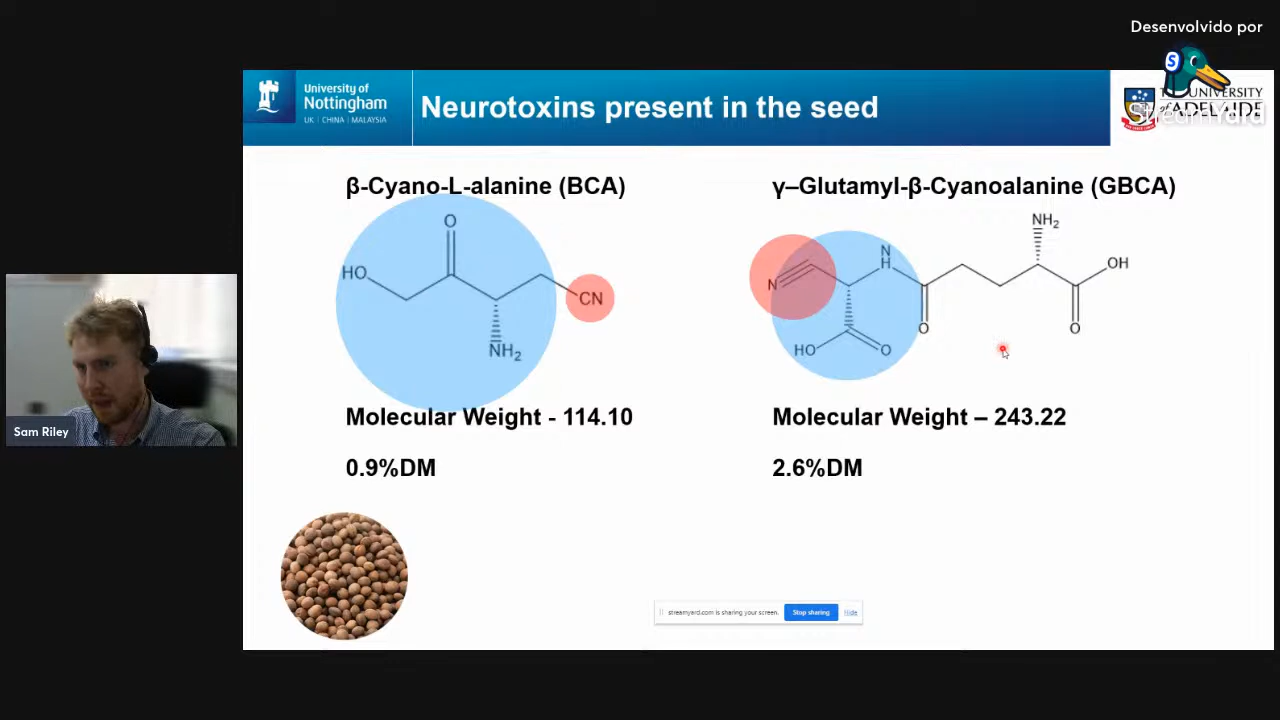 Desenvolvido por
StreamYard
University of
Nottingham
UK | CHINA | MALAYSIA
Neurotoxins present in the seed
UNIVERSITY
of ADELAIDE
β-Cyano-L-alanine (BCA)
γ–Glutamyl-β-Cyanoalanine (GBCA)
O
HO
CN
NH₂
NH₂
N
H
N
OH
O
O
HO
O
Molecular Weight - 114.10
Molecular Weight – 243.22
0.9%DM
2.6%DM
Sam Riley
streamyard.com is sharing your screen.
Stop sharing
Hide